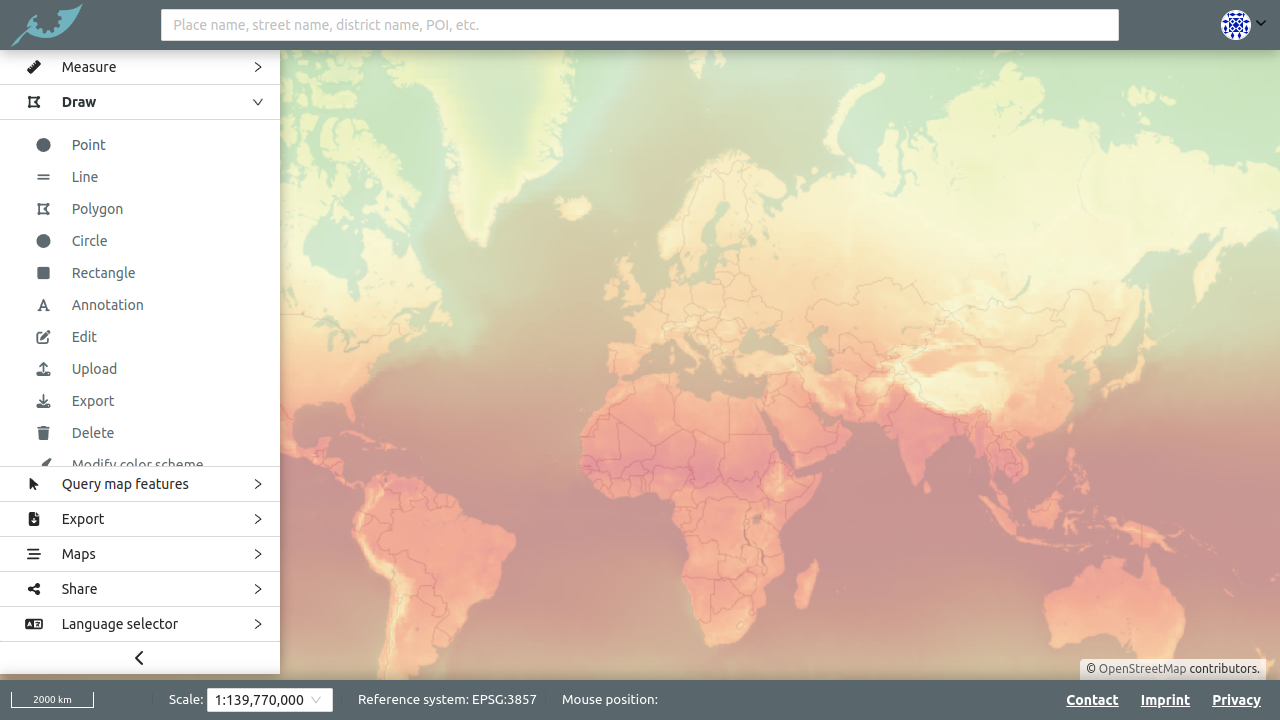 Place name, street name, district name, POI, etc.
Measure
Draw
Point
Line
Polygon
Circle
Rectangle
Annotation
Edit
Upload
Export
Delete
Modify color scheme
Query map features
Export
Maps
Share
Language selector
© OpenStreetMap contributors.
2000 km
Scale: 1:139,770,000
Reference system: EPSG:3857
Mouse position:
Contact
Imprint
Privacy